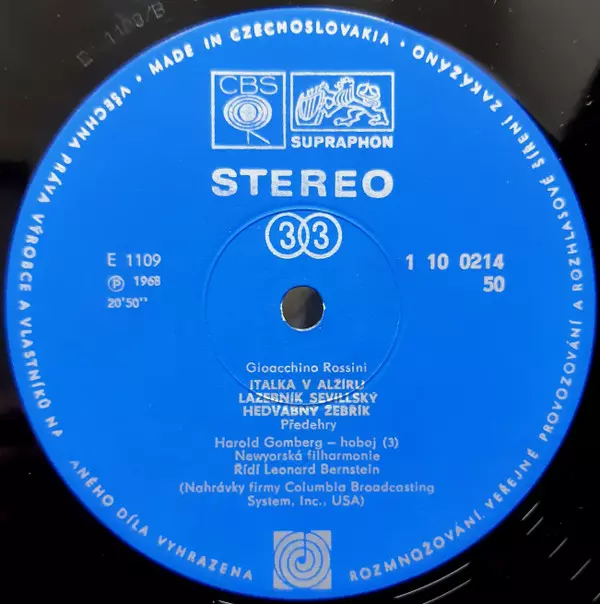 CBS
SUPRAPHON
STEREO
33
E 1109
℗ 1968
20'50''
1 10 0214
50
Gioacchino Rossini
ITALKA V ALŽÍRU
LAZEBNÍK SEVILLSKÝ
HEDVÁBNÝ ŽEBŘÍK
Předehry
Harold Gomberg – hoboj (3)
Newyorská filharmonie
Řídí Leonard Bernstein
(Nahrávky firmy Columbia Broadcasting
System, Inc., USA)
VŠECHNA PRÁVA VÝROBCE A VLASTNÍKŮ NA ANÉHO DÍLA VYHRAZENA
ROZMNOŽOVÁNÍ, VEŘEJNÉ PROVOZOVÁNÍ A ROZHLASOVÉ ŠÍŘENÍ ZAKÁZÁNO • MADE IN CZECHOSLOVAKIA •